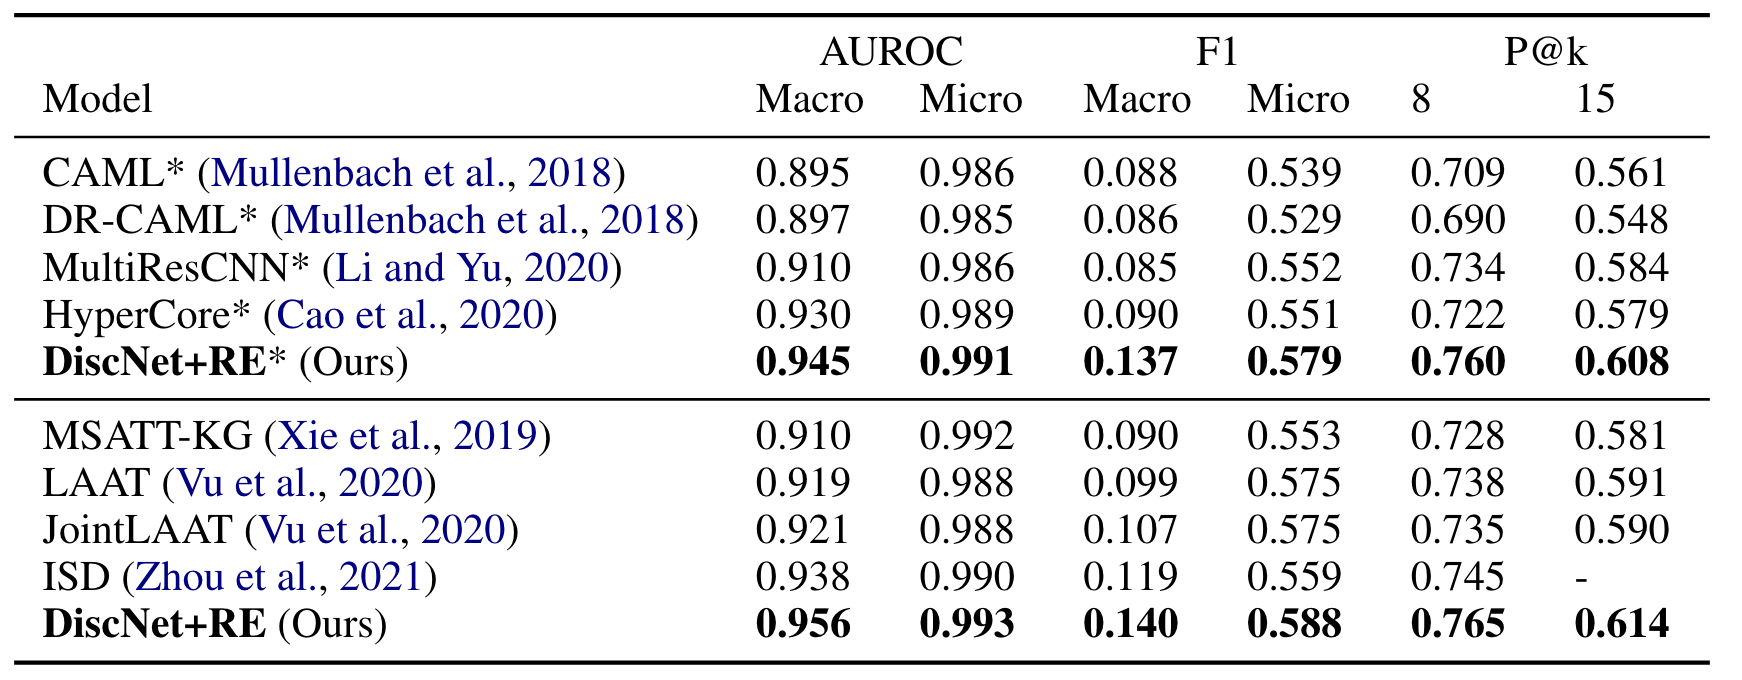 AUROC F1 P@k
Model Macro Micro Macro Micro 8 15
CAML* (Mullenbach et al., 2018) 0.895 0.986 0.088 0.539 0.709 0.561
DR-CAML* (Mullenbach et al., 2018) 0.897 0.985 0.086 0.529 0.690 0.548
MultiResCNN* (Li and Yu, 2020) 0.910 0.986 0.085 0.552 0.734 0.584
HyperCore* (Cao et al., 2020) 0.930 0.989 0.090 0.551 0.722 0.579
DiscNet+RE* (Ours) 0.945 0.991 0.137 0.579 0.760 0.608
MSATT-KG (Xie et al., 2019) 0.910 0.992 0.090 0.553 0.728 0.581
LAAT (Vu et al., 2020) 0.919 0.988 0.099 0.575 0.738 0.591
JointLAAT (Vu et al., 2020) 0.921 0.988 0.107 0.575 0.735 0.590
ISD (Zhou et al., 2021) 0.938 0.990 0.119 0.559 0.745 -
DiscNet+RE (Ours) 0.956 0.993 0.140 0.588 0.765 0.614